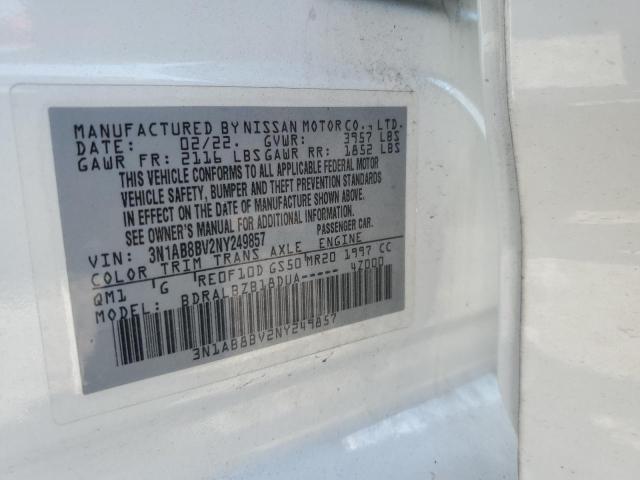 MANUFACTURED BY NISSAN MOTOR CO., LTD.
DATE: 02/22. GVWR: 3957 LBS
GAWR FR: 2116 LBS GAWR RR: 1852 LBS
THIS VEHICLE CONFORMS TO ALL APPLICABLE FEDERAL MOTOR
VEHICLE SAFETY, BUMPER AND THEFT PREVENTION STANDARDS
IN EFFECT ON THE DATE OF MANUFACTURE SHOWN ABOVE.
SEE OWNER'S MANUAL FOR ADDITIONAL INFORMATION.
VIN: 3N1AB8BV2NY249857 PASSENGER CAR.
COLOR TRIM TRANS AXLE ENGINE
QM1 G RE0F10D GS50 MR20 1997 CC
MODEL: BDRALBZB18DUA----- 4Z000
3N1AB8BV2NY249857